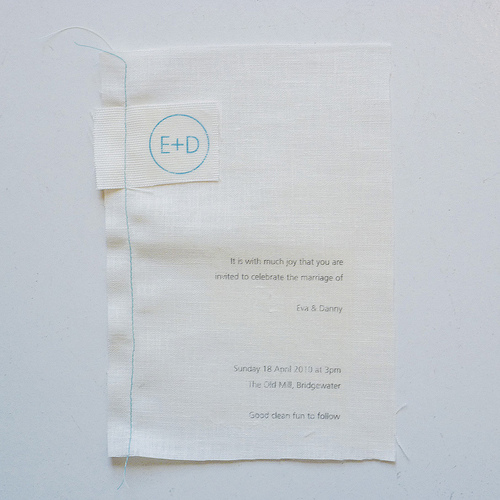 E+D
It is with much joy that you are
invited to celebrate the marriage of
Eva & Danny
Sunday 18 April 2010 at 3pm
The Old Mill, Bridgewater
Good clean fun to follow